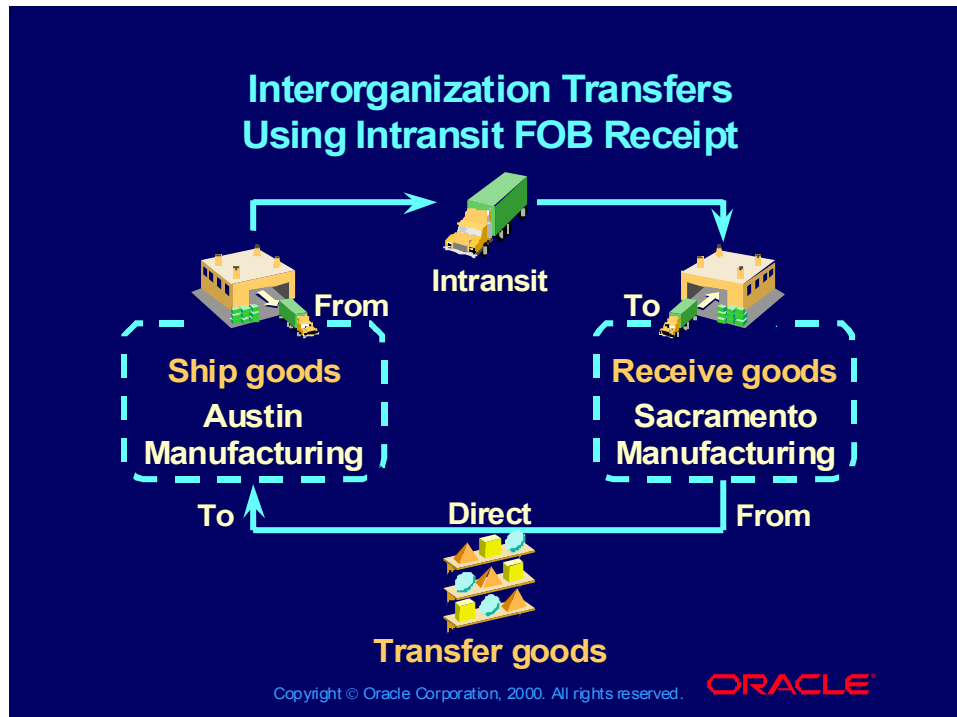 Interorganization Transfers
Using Intransit FOB Receipt
Intransit
From
To
Ship goods
Austin
Manufacturing
Receive goods
Sacramento
Manufacturing
To
Direct
From
Transfer goods
Copyright © Oracle Corporation, 2000. All rights reserved.
ORACLE®